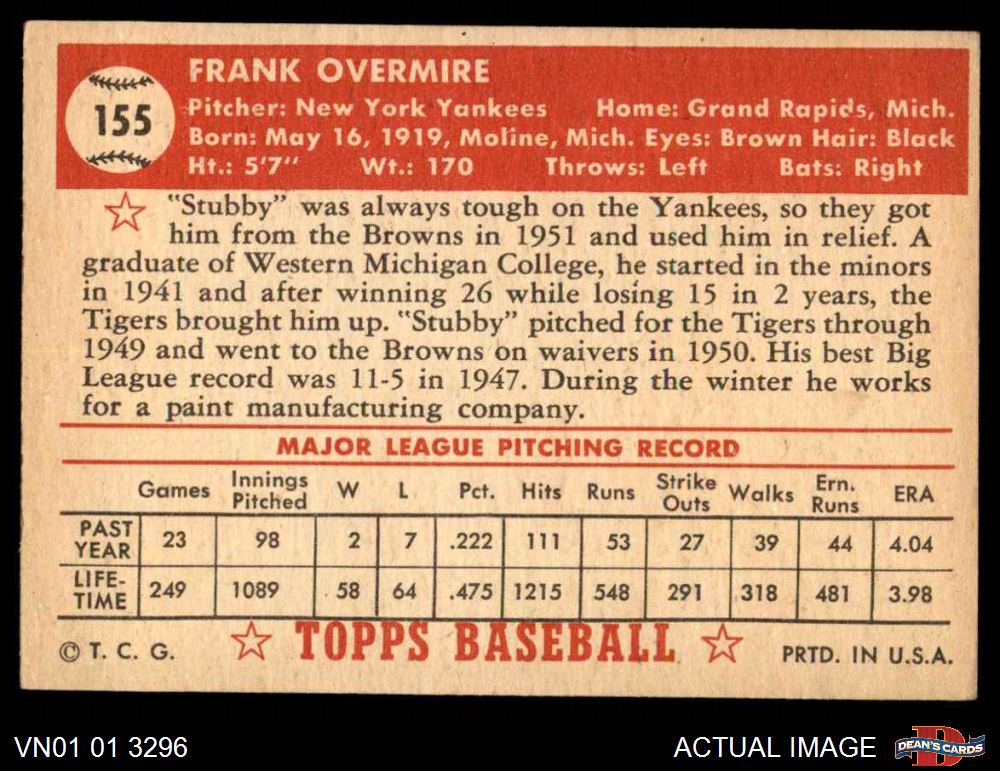 155
FRANK OVERMIRE
Pitcher: New York Yankees Home: Grand Rapids, Mich.
Born: May 16, 1919, Moline, Mich. Eyes: Brown Hair: Black
Ht.: 5'7" Wt.: 170 Throws: Left Bats: Right
"Stubby" was always tough on the Yankees, so they got
him from the Browns in 1951 and used him in relief. A
graduate of Western Michigan College, he started in the minors
in 1941 and after winning 26 while losing 15 in 2 years, the
Tigers brought him up. "Stubby" pitched for the Tigers through
1949 and went to the Browns on waivers in 1950. His best Big
League record was 11-5 in 1947. During the winter he works
for a paint manufacturing company.
MAJOR LEAGUE PITCHING RECORD
Games Innings Pitched W L Pct. Hits Runs Strike Outs Walks Ern. Runs ERA
PAST YEAR 23 98 2 7 .222 111 53 27 39 44 4.04
LIFE-TIME 249 1089 58 64 .475 1215 548 291 318 481 3.98
© T. C. G. TOPPS BASEBALL PRTD. IN U.S.A.
VN01 01 3296 ACTUAL IMAGE DEAN'S CARDS